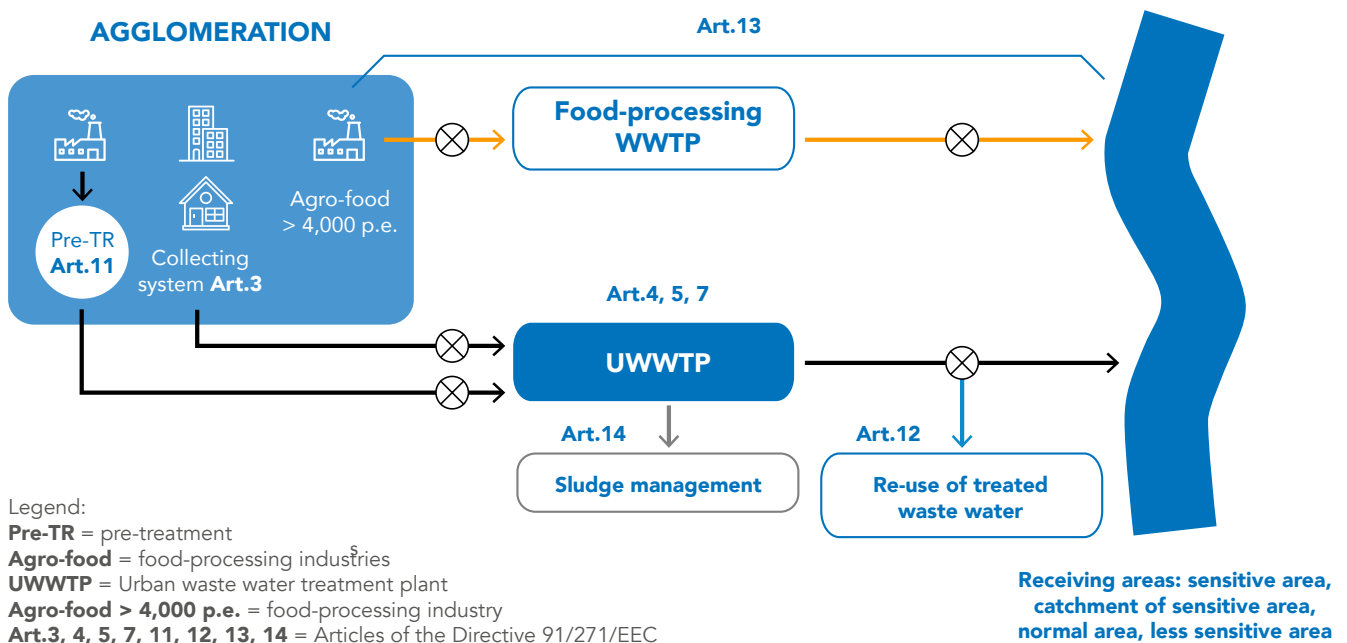 AGGLOMERATION
Art.13
Food-processing
WWTP
Agro-food
> 4,000 p.e.
Pre-TR
Art.11
Collecting
system Art.3
Art.4, 5, 7
UWWTP
Art.14
Art.12
Sludge management
Re-use of treated
waste water
Legend:
Pre-TR = pre-treatment
Agro-food = food-processing industries
s
UWWTP = Urban waste water treatment plant
Agro-food > 4,000 p.e. = food-processing industry
Art.3, 4, 5, 7, 11, 12, 13, 14 = Articles of the Directive 91/271/EEC
Receiving areas: sensitive area,
catchment of sensitive area,
normal area, less sensitive area